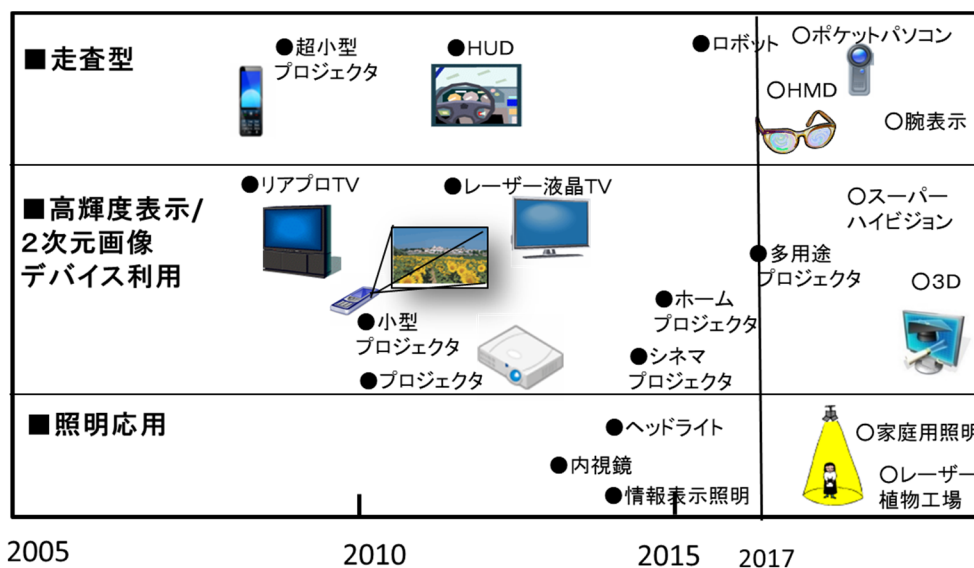 ■走査型
●超小型
プロジェクタ
●HUD
●ロボット
○ポケットパソコン
○HMD
○腕表示
■高輝度表示/
２次元画像
デバイス利用
●リアプロTV
●レーザー液晶TV
○スーパー
ハイビジョン
●多用途
プロジェクタ
○3D
●小型
プロジェクタ
●ホーム
プロジェクタ
●プロジェクタ
●シネマ
プロジェクタ
■照明応用
●ヘッドライト
●内視鏡
●情報表示照明
○家庭用照明
○レーザー
植物工場
2005
2010
2015
2017